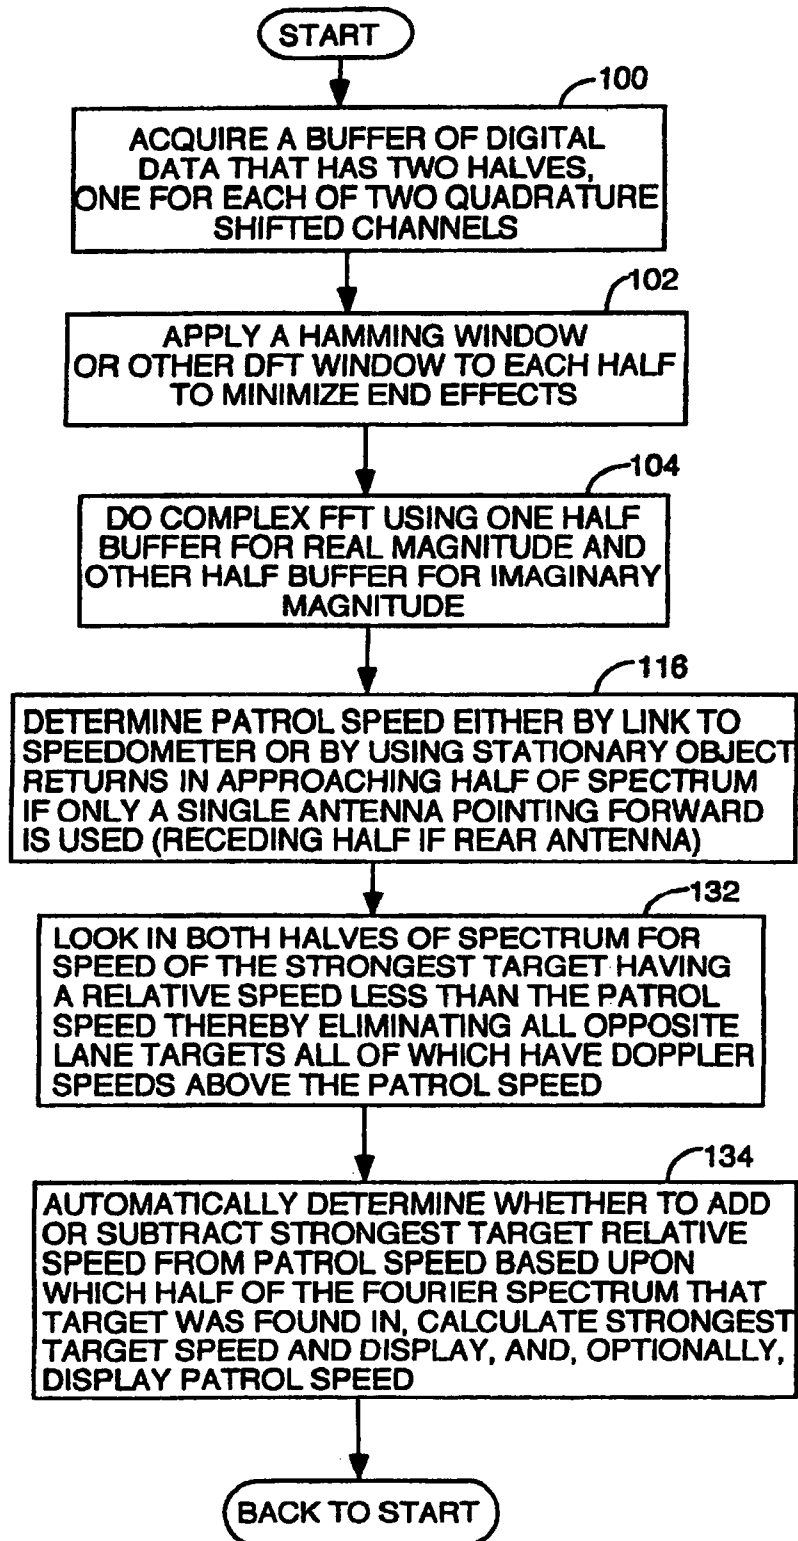 START
100
ACQUIRE A BUFFER OF DIGITAL
DATA THAT HAS TWO HALVES,
ONE FOR EACH OF TWO QUADRATURE
SHIFTED CHANNELS
102
APPLY A HAMMING WINDOW
OR OTHER DFT WINDOW TO EACH HALF
TO MINIMIZE END EFFECTS
104
DO COMPLEX FFT USING ONE HALF
BUFFER FOR REAL MAGNITUDE AND
OTHER HALF BUFFER FOR IMAGINARY
MAGNITUDE
116
DETERMINE PATROL SPEED EITHER BY LINK TO
SPEEDOMETER OR BY USING STATIONARY OBJECT
RETURNS IN APPROACHING HALF OF SPECTRUM
IF ONLY A SINGLE ANTENNA POINTING FORWARD
IS USED (RECEDING HALF IF REAR ANTENNA)
132
LOOK IN BOTH HALVES OF SPECTRUM FOR
SPEED OF THE STRONGEST TARGET HAVING
A RELATIVE SPEED LESS THAN THE PATROL
SPEED THEREBY ELIMINATING ALL OPPOSITE
LANE TARGETS ALL OF WHICH HAVE DOPPLER
SPEEDS ABOVE THE PATROL SPEED
134
AUTOMATICALLY DETERMINE WHETHER TO ADD
OR SUBTRACT STRONGEST TARGET RELATIVE
SPEED FROM PATROL SPEED BASED UPON
WHICH HALF OF THE FOURIER SPECTRUM THAT
TARGET WAS FOUND IN, CALCULATE STRONGEST
TARGET SPEED AND DISPLAY, AND, OPTIONALLY,
DISPLAY PATROL SPEED
BACK TO START